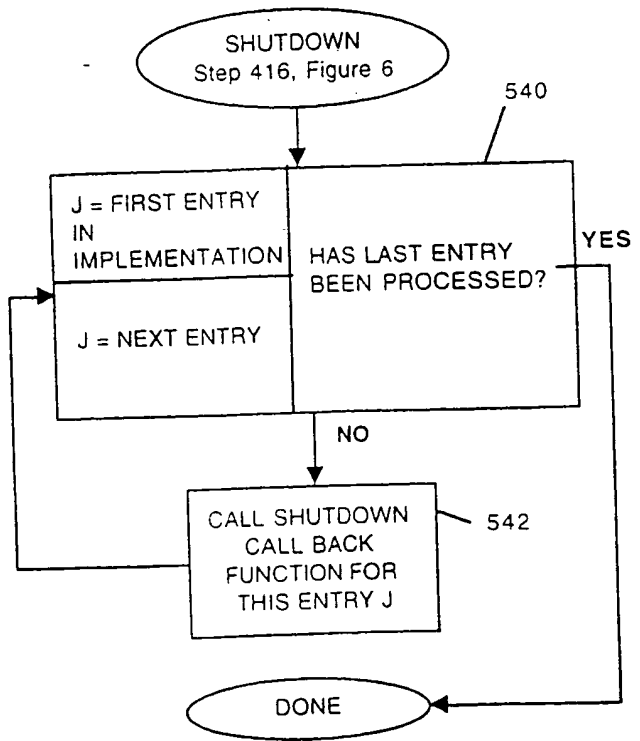 SHUTDOWN
Step 416, Figure 6
540
J = FIRST ENTRY
IN
IMPLEMENTATION
HAS LAST ENTRY
BEEN PROCESSED?
YES
J = NEXT ENTRY
NO
CALL SHUTDOWN
CALL BACK
FUNCTION FOR
THIS ENTRY J
542
DONE